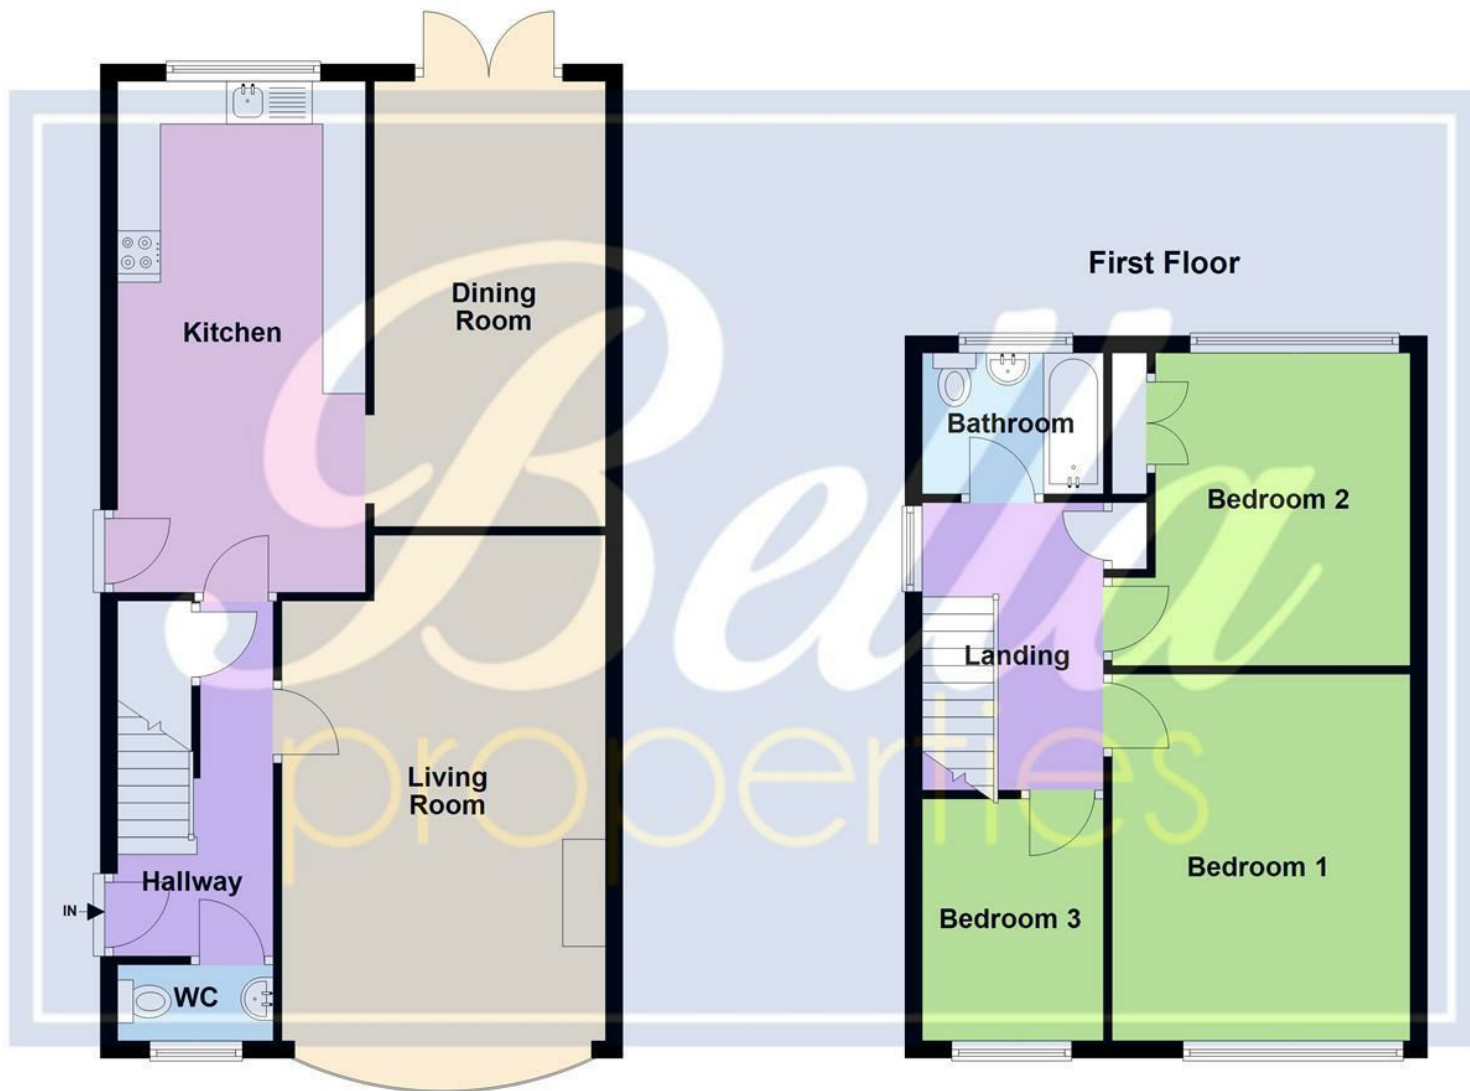 First Floor
Dining
Room
Kitchen
Bathroom
Bedroom 2
Landing
Living
Room
Bedroom 1
Hallway
IN
Bedroom 3
WC
Bella
properties